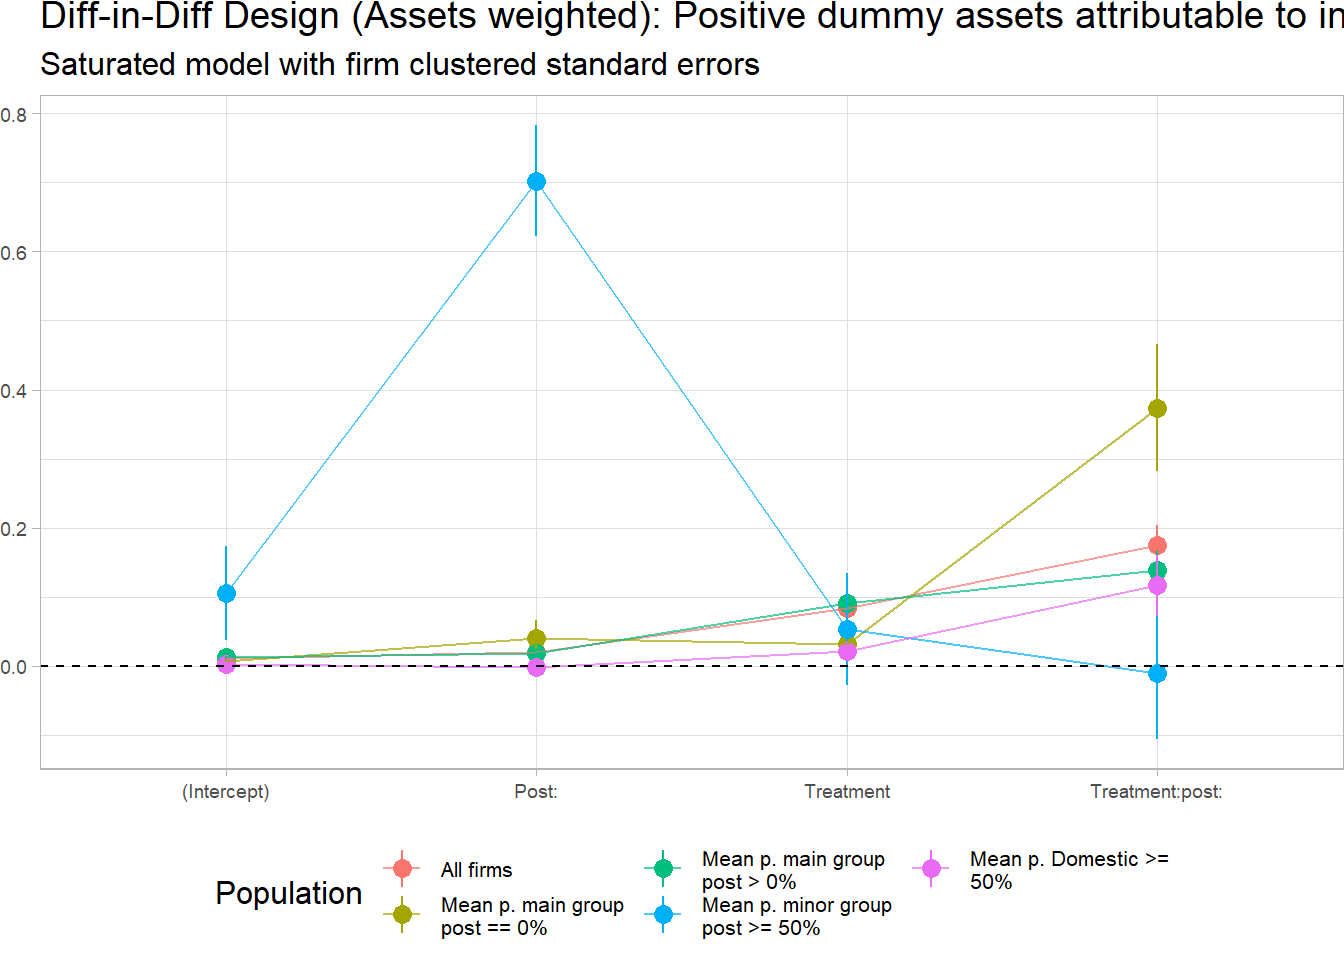 Diff-in-Diff Design (Assets weighted): Positive dummy assets attributable to in
Saturated model with firm clustered standard errors
0.8
0.6
0.4
0.2
0.0
(Intercept)
Post:
Treatment
Treatment:post:
Population
All firms
Mean p. main group
post == 0%
Mean p. main group
post > 0%
Mean p. minor group
post >= 50%
Mean p. Domestic >=
50%